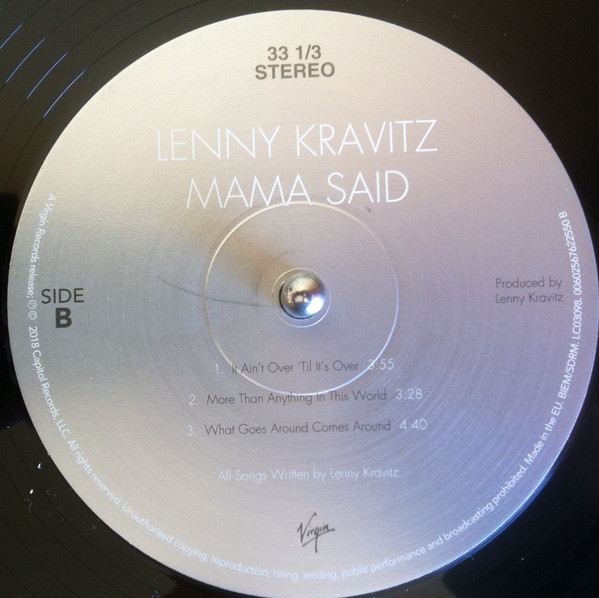 33 1/3
STEREO
LENNY KRAVITZ
MAMA SAID
SIDE
B
Produced by
Lenny Kravitz
1. It Ain't Over 'Til It's Over 3:55
2. More Than Anything In This World 3:28
3. What Goes Around Comes Around 4:40
All Songs Written by Lenny Kravitz
Virgin
A Virgin Records release; ℗© 2018 Capitol Records, LLC. All rights reserved. Unauthorised copying, reproduction, hiring, lending, public performance and broadcasting prohibited. Made in the EU. BIEM/SDRM. LC03098. 00602567622550 B